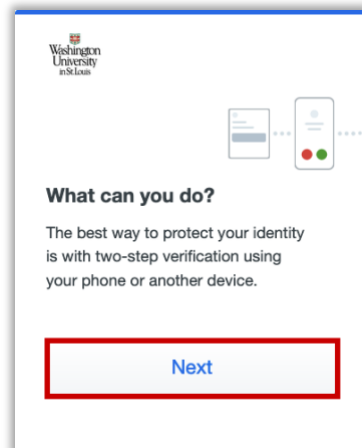 Washington
University
in St.Louis
What can you do?
The best way to protect your identity
is with two-step verification using
your phone or another device.
Next